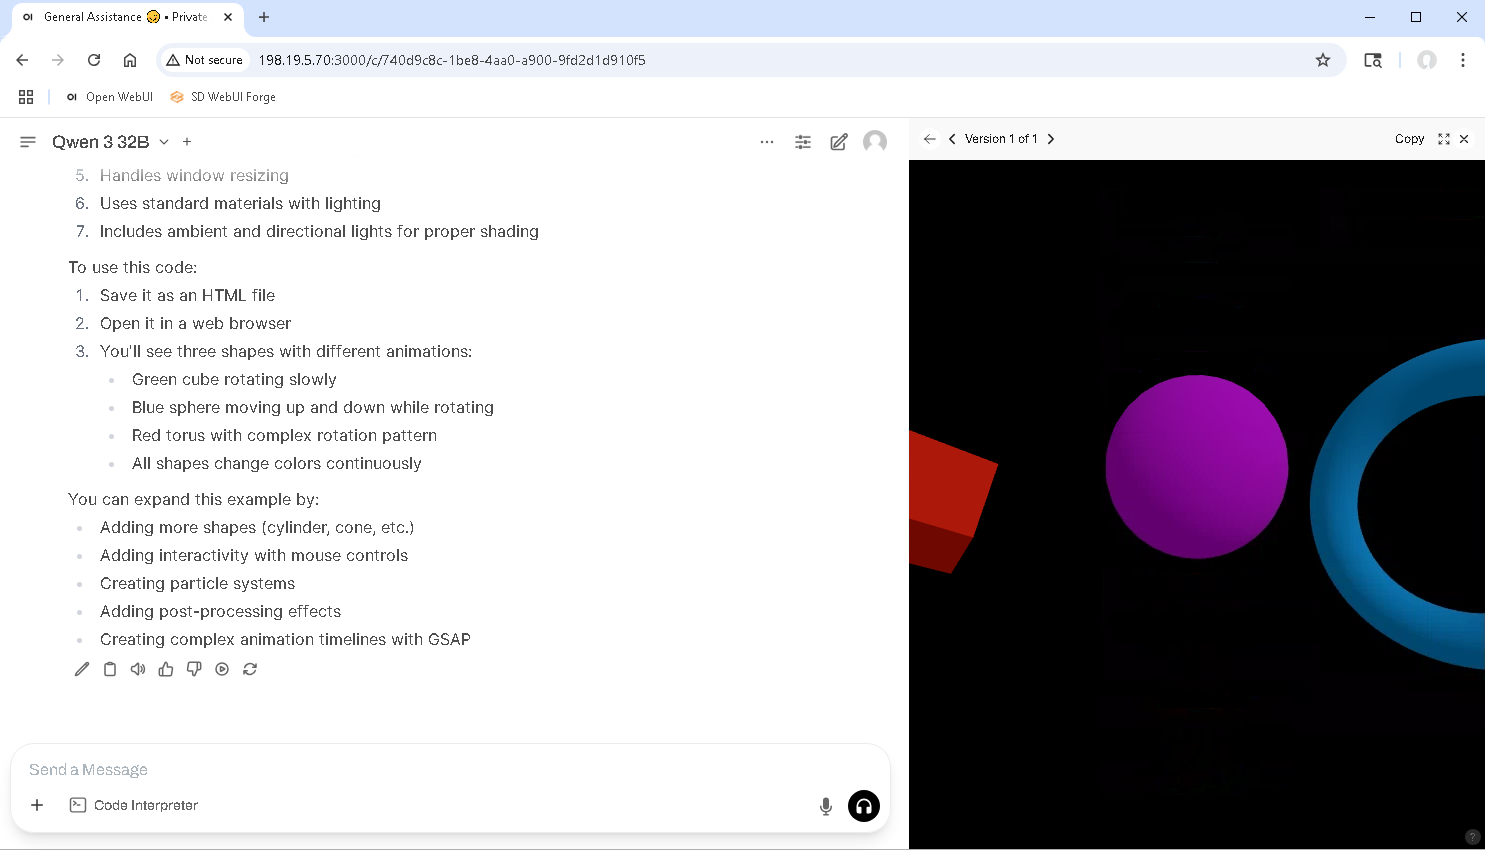 General Assistance 😏 • Private
Not secure
198.19.5.70:3000/c/740d9c8c-1be8-4aa0-a900-9fd2d1d910f5
OI Open WebUI
SD WebUI Forge
Qwen 3 32B
5. Handles window resizing
6. Uses standard materials with lighting
7. Includes ambient and directional lights for proper shading
To use this code:
1. Save it as an HTML file
2. Open it in a web browser
3. You'll see three shapes with different animations:
Green cube rotating slowly
Blue sphere moving up and down while rotating
Red torus with complex rotation pattern
All shapes change colors continuously
You can expand this example by:
Adding more shapes (cylinder, cone, etc.)
Adding interactivity with mouse controls
Creating particle systems
Adding post-processing effects
Creating complex animation timelines with GSAP
Send a Message
Code Interpreter
Version 1 of 1
Copy
?